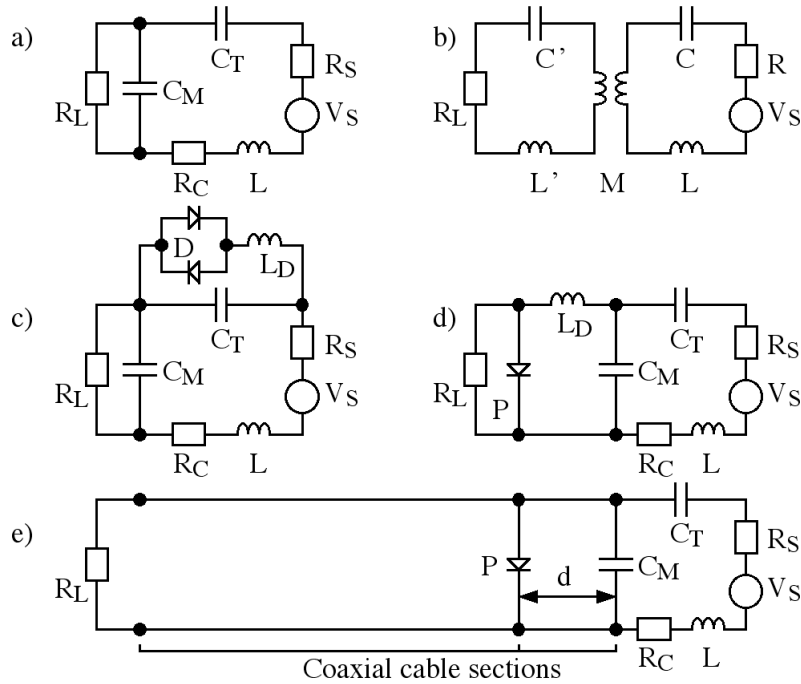 a)
C_T
R_S
R_L
C_M
V_S
R_C
L
b)
C'
C
R
R_L
V_S
L'
M
L
c)
D
L_D
C_T
R_S
R_L
C_M
V_S
R_C
L
d)
L_D
C_T
R_S
R_L
P
C_M
V_S
R_C
L
e)
C_T
R_S
R_L
P
d
C_M
V_S
R_C
L
Coaxial cable sections